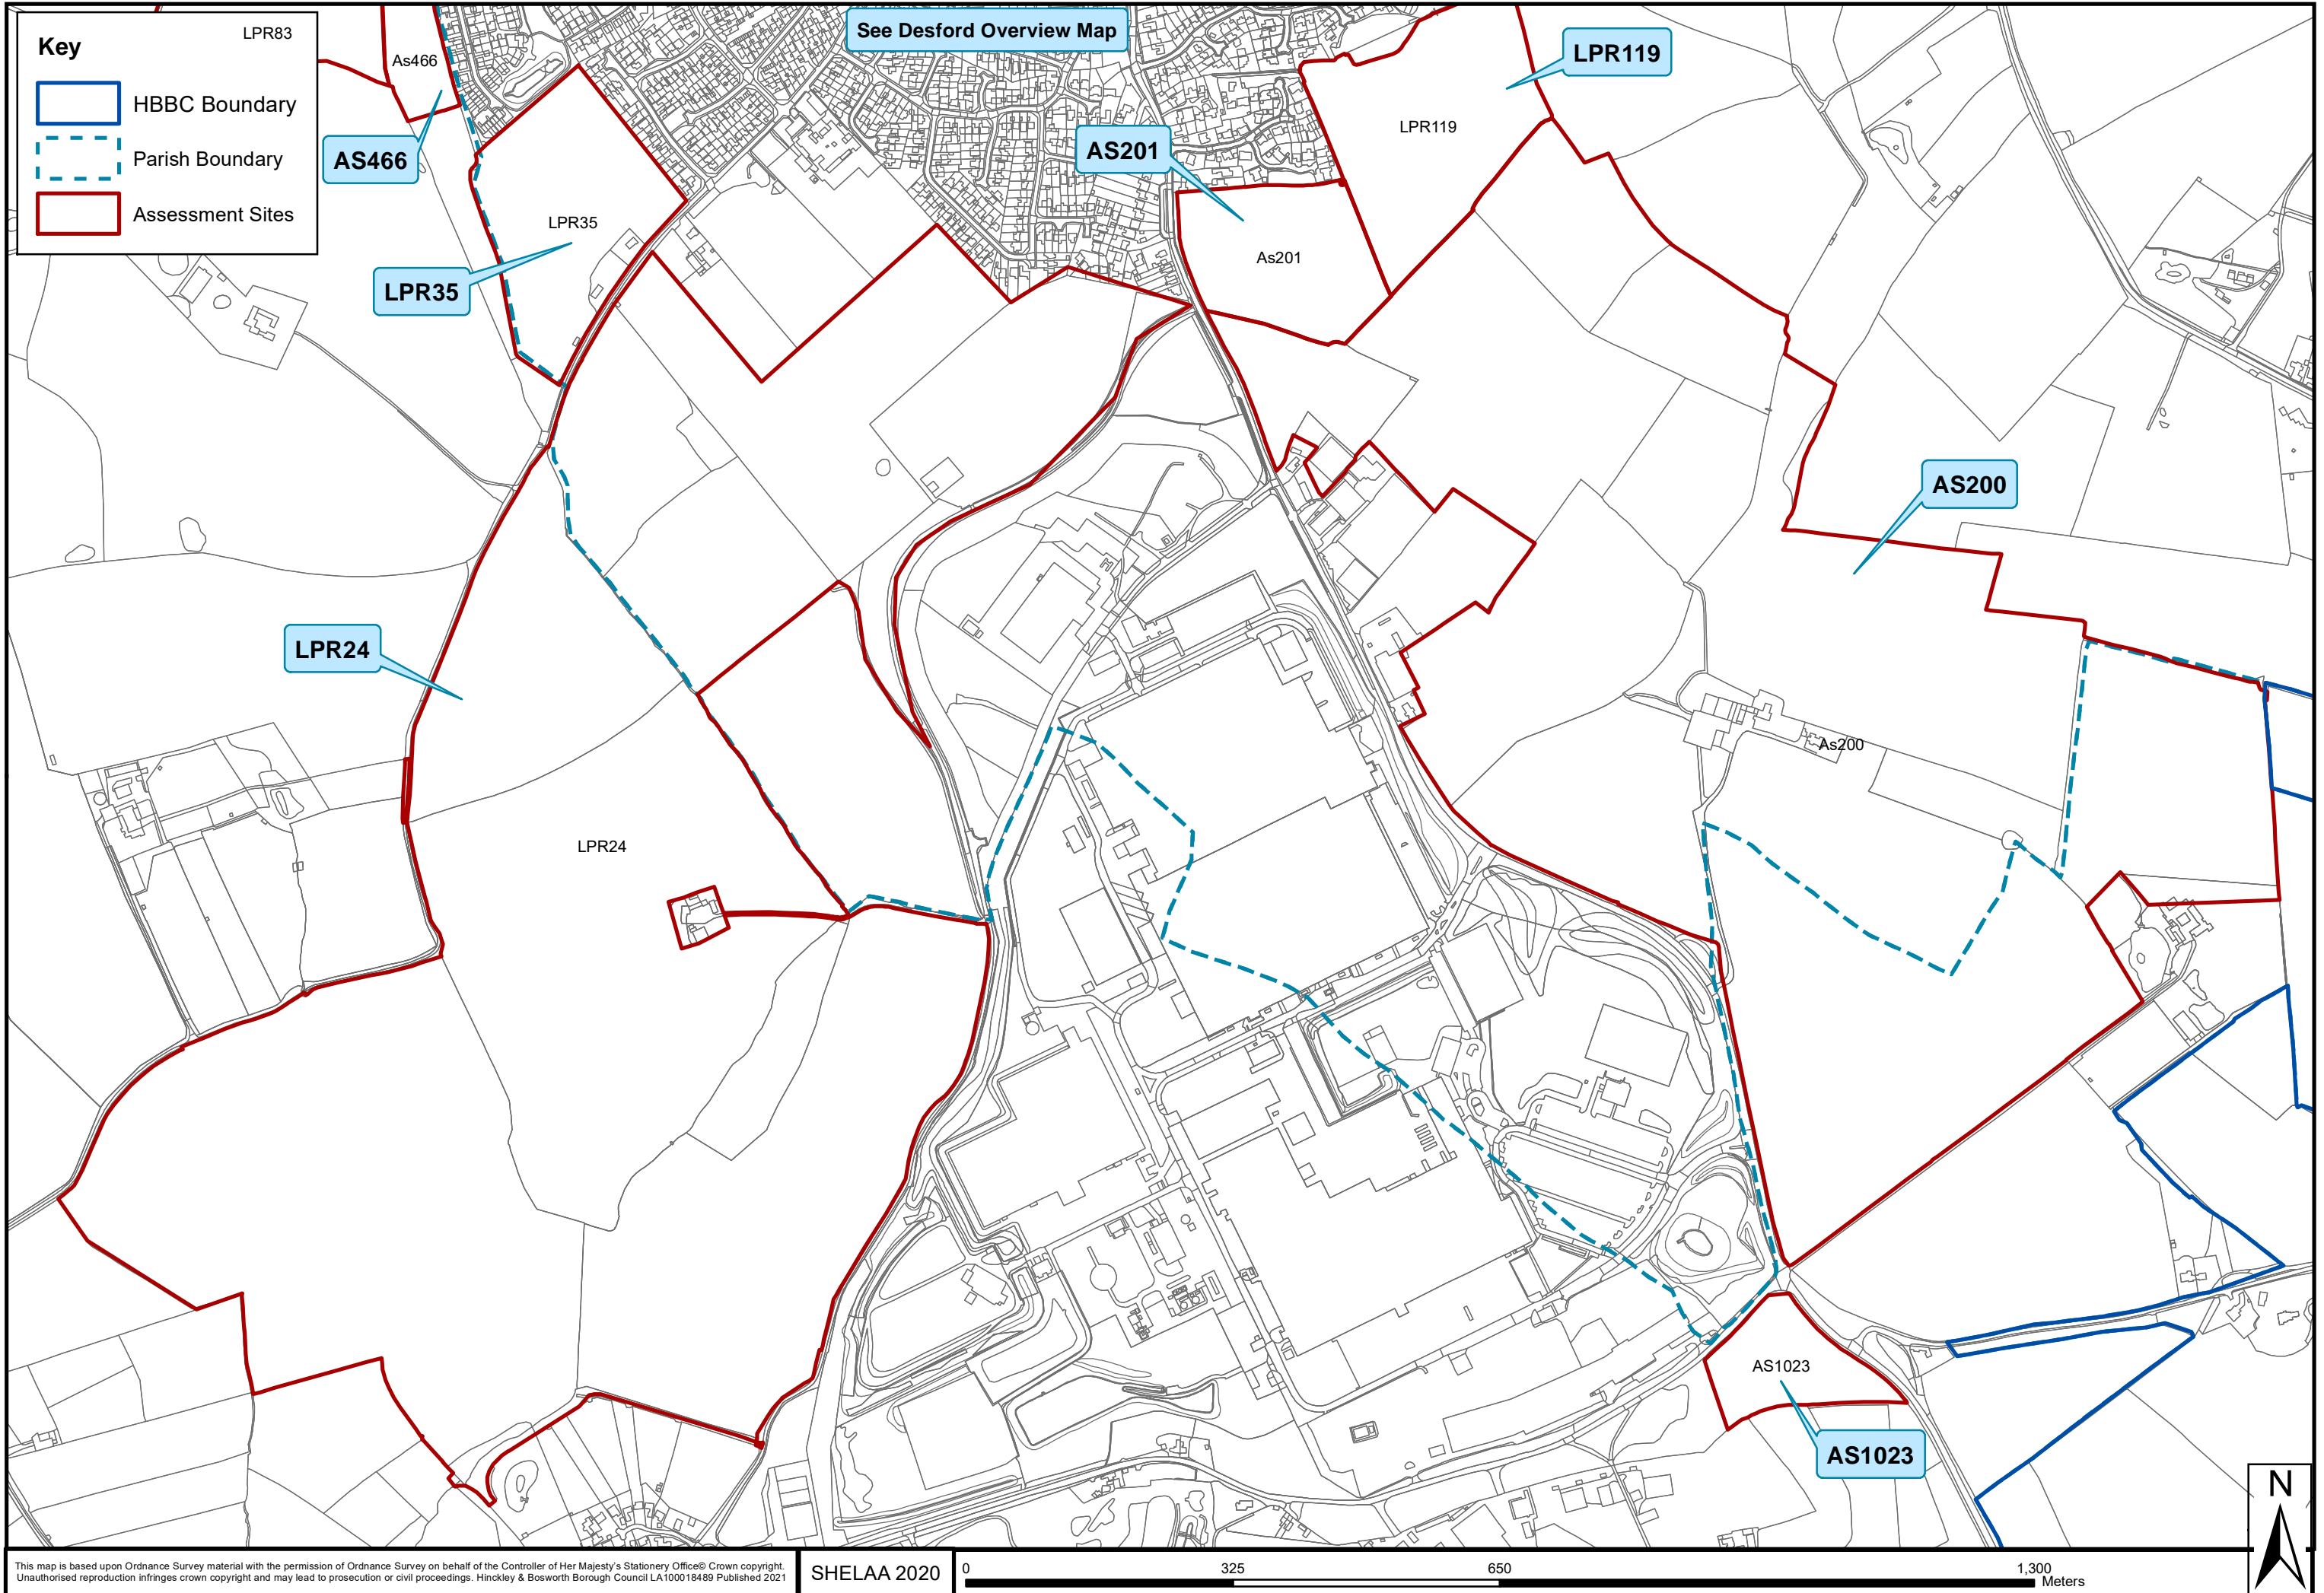 See Desford Overview Map
Key
LPR83
HBBC Boundary
Parish Boundary
Assessment Sites
As466
AS466
LPR119
LPR119
AS201
As201
LPR35
LPR35
AS200
As200
LPR24
LPR24
AS1023
AS1023
N
This map is based upon Ordnance Survey material with the permission of Ordnance Survey on behalf of the Controller of Her Majesty's Stationery Office© Crown copyright.
Unauthorised reproduction infringes crown copyright and may lead to prosecution or civil proceedings. Hinckley & Bosworth Borough Council LA100018489 Published 2021
SHELAA 2020
0 325 650 1,300
Meters